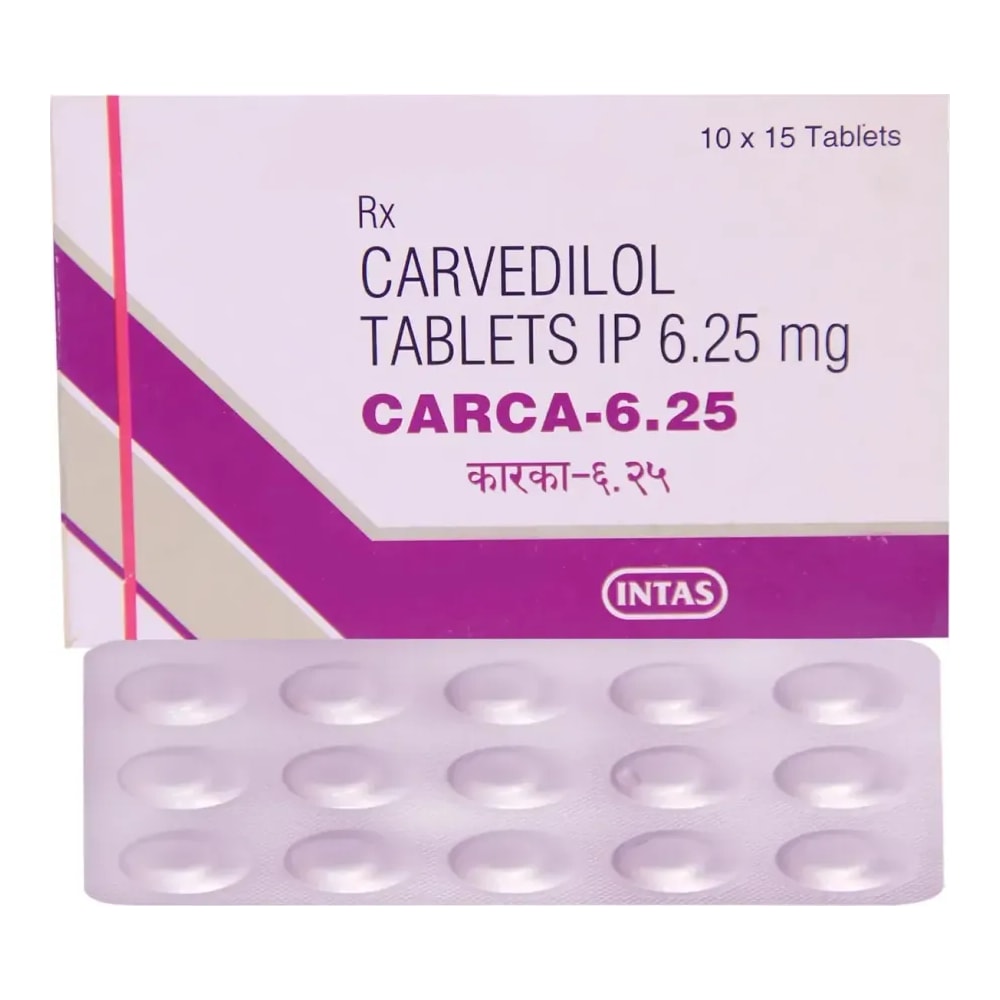 10 x 15 Tablets
Rx
CARVEDILOL
TABLETS IP 6.25 mg
CARCA-6.25
कारका-६.२५
INTAS